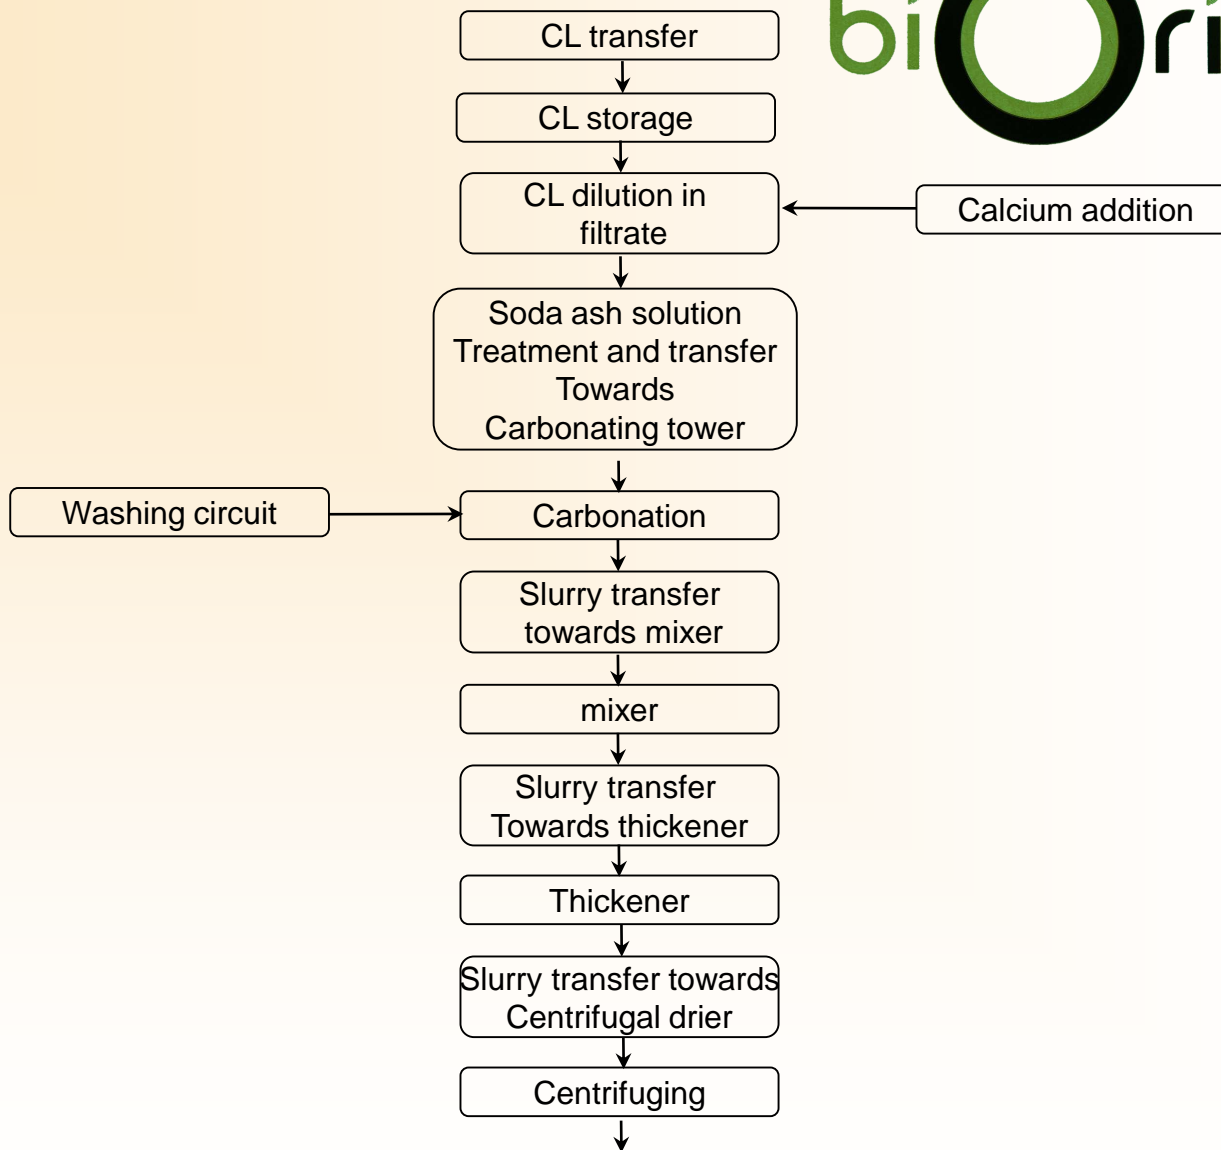 biOri
CL transfer
CL storage
CL dilution in
filtrate
Calcium addition
Soda ash solution
Treatment and transfer
Towards
Carbonating tower
Washing circuit
Carbonation
Slurry transfer
towards mixer
mixer
Slurry transfer
Towards thickener
Thickener
Slurry transfer towards
Centrifugal drier
Centrifuging